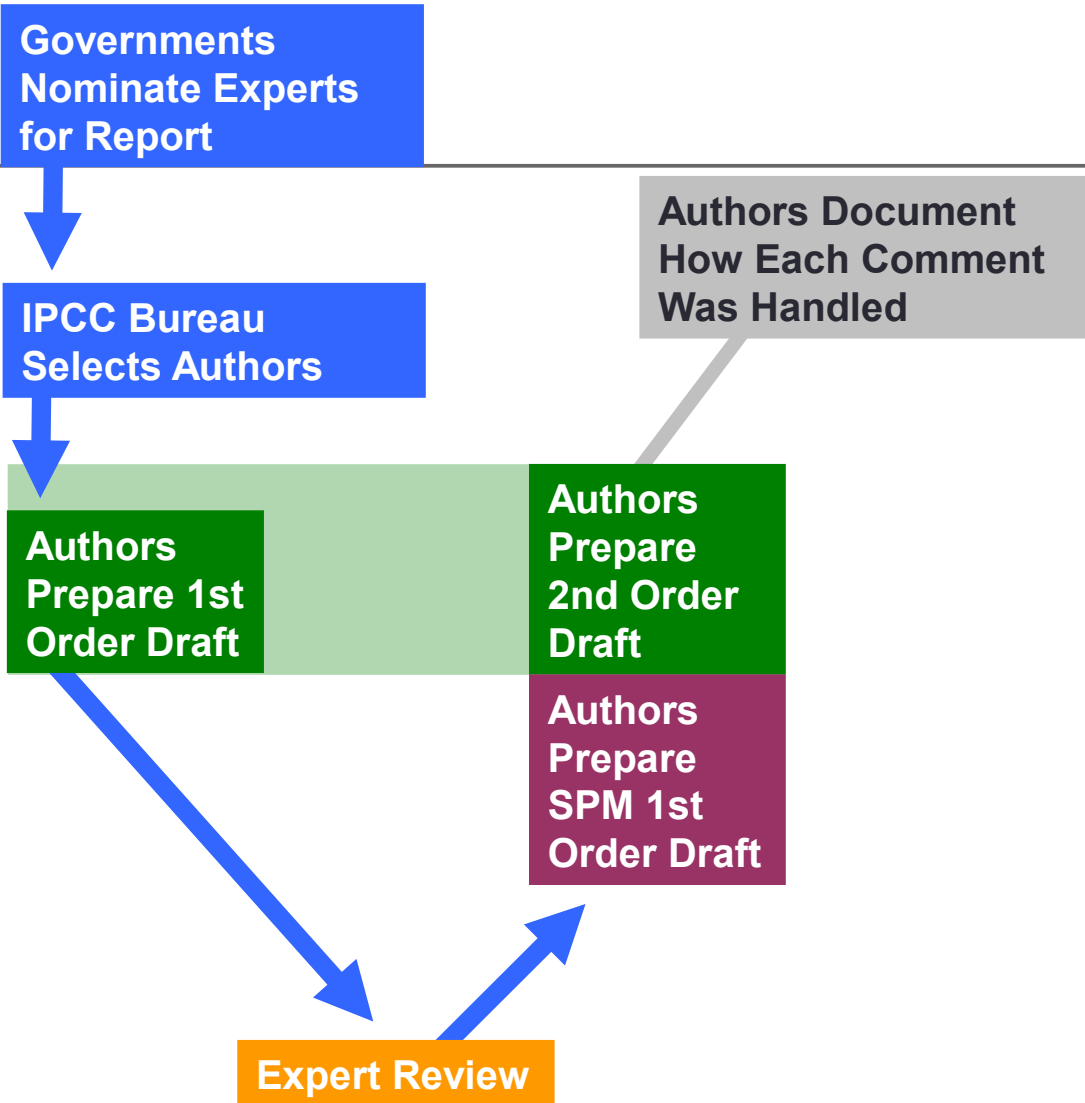 Governments
Nominate Experts
for Report
Authors Document
How Each Comment
Was Handled
IPCC Bureau
Selects Authors
Authors
Prepare 1st
Order Draft
Authors
Prepare
2nd Order
Draft
Authors
Prepare
SPM 1st
Order Draft
Expert Review